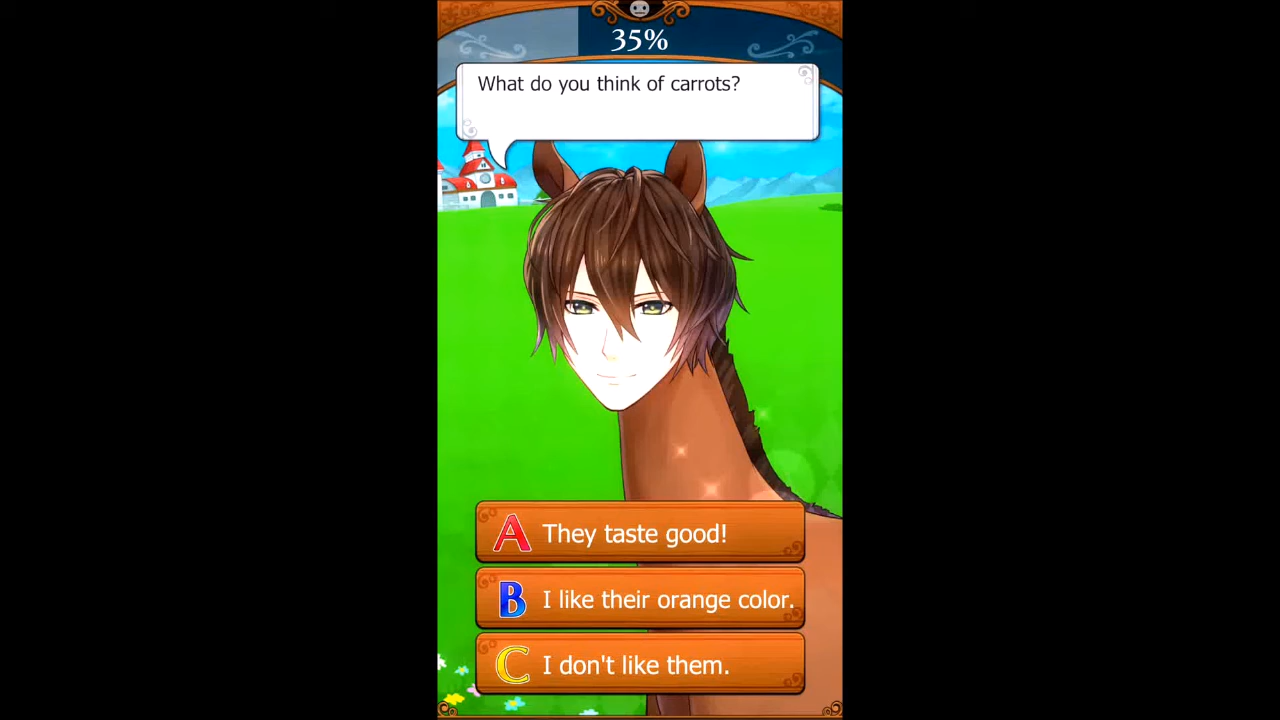 35%
What do you think of carrots?
A They taste good!
B I like their orange color.
C I don't like them.